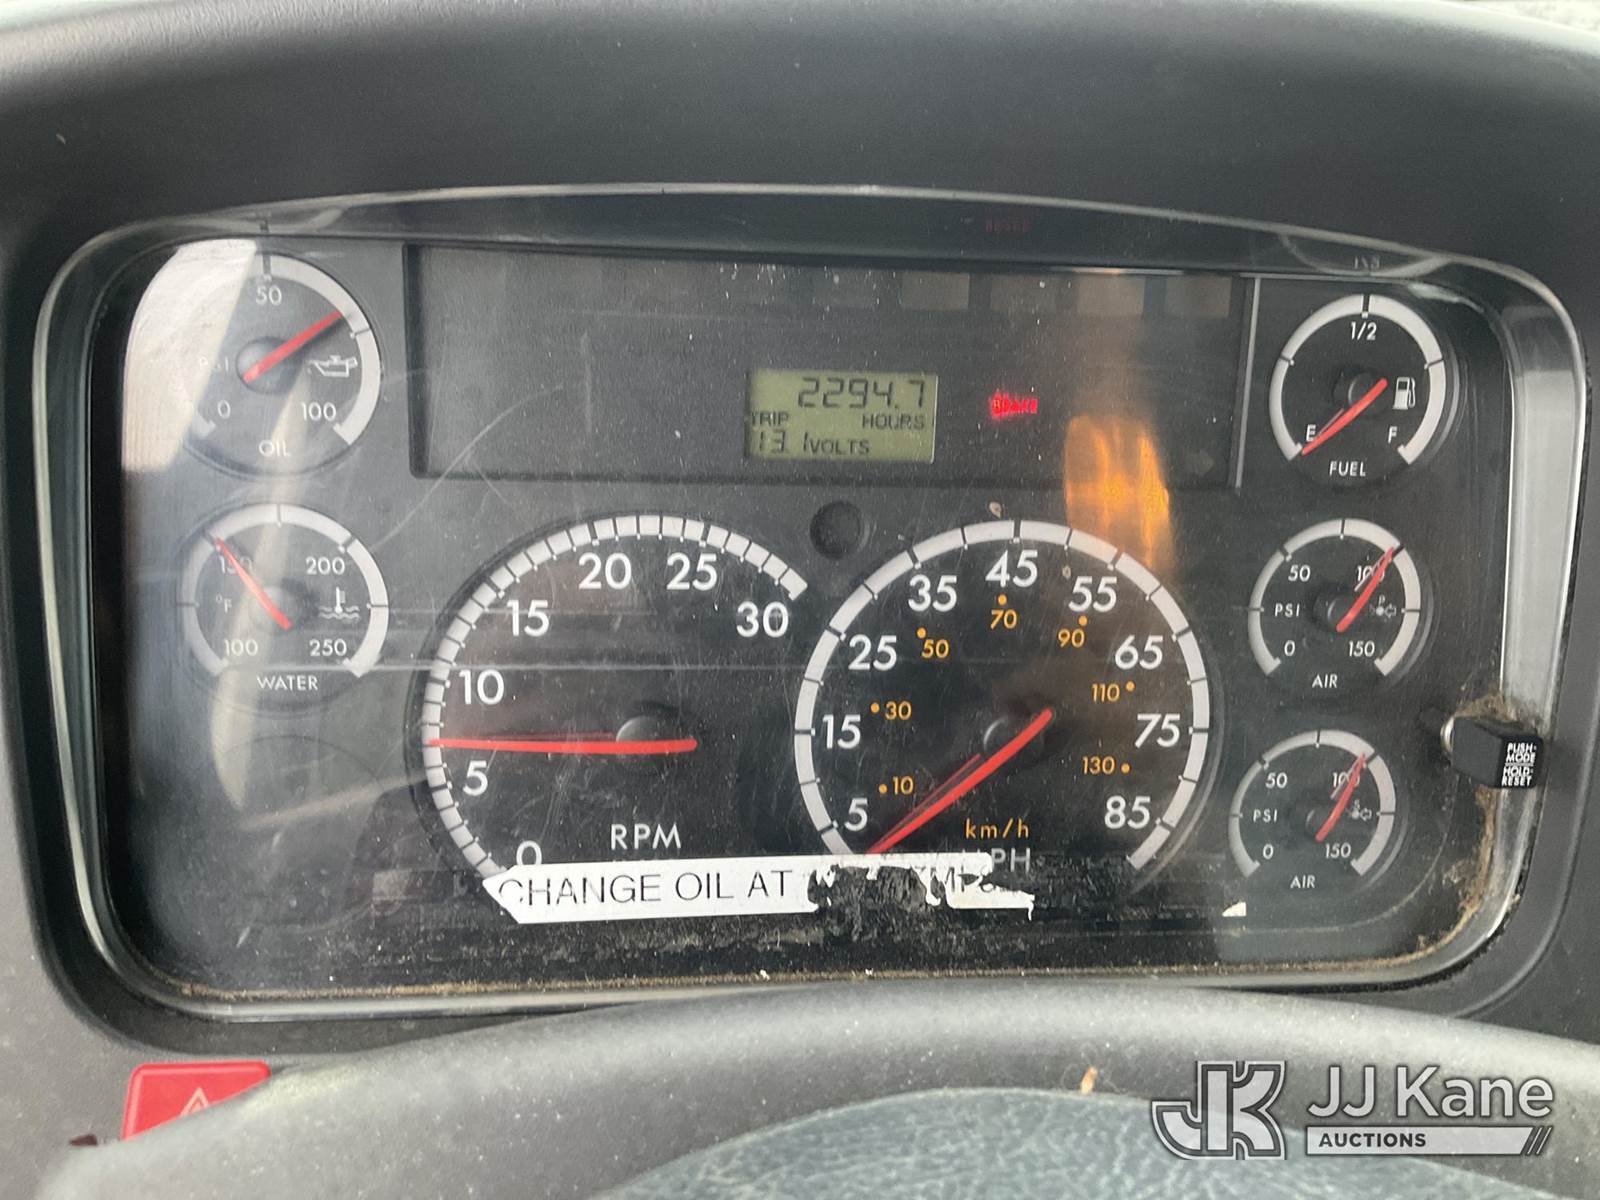 50
PSI
0
100
OIL
150
200
°F
100
250
WATER
2294.7
TRIP HOURS
13.1 VOLTS
BRAKE
1/2
E
F
FUEL
50
100
PSI
0
150
AIR
50
100
PSI
0
150
AIR
0
5
10
15
20
25
30
RPM
5
15
25
35
45
55
65
75
85
10
30
50
70
90
110
130
km/h
MPH
CHANGE OIL AT
PUSH-
MODE
HOLD-
RESET
JK
JJ Kane
AUCTIONS